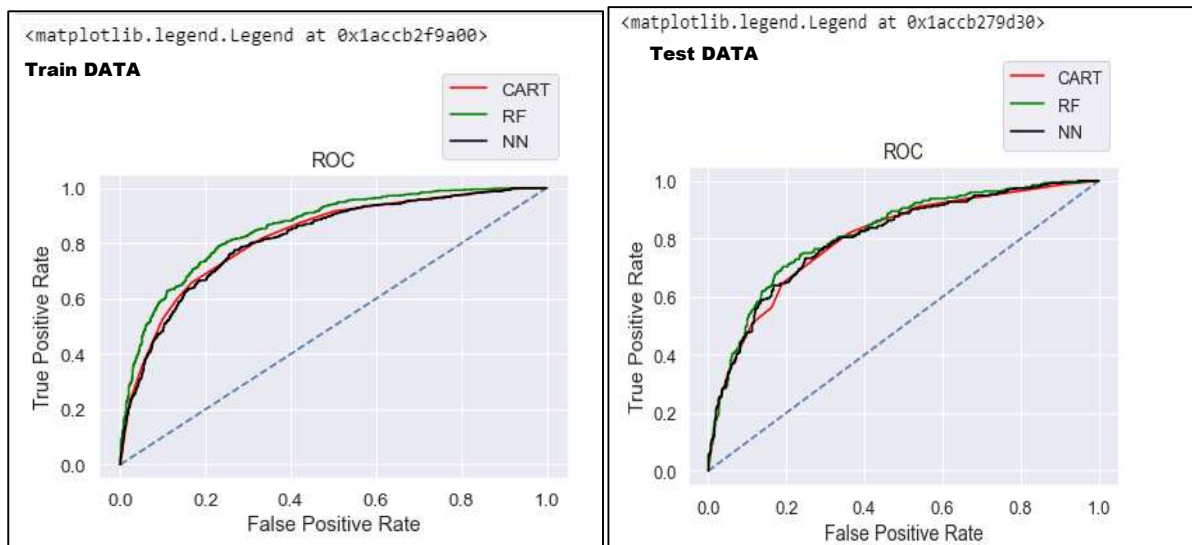 <matplotlib.legend.Legend at 0x1accb2f9a00>
Train DATA
CART
RF
NN
ROC
1.0
0.8
0.6
0.4
0.2
0.0
True Positive Rate
0.0 0.2 0.4 0.6 0.8 1.0
False Positive Rate
<matplotlib.legend.Legend at 0x1accb279d30>
Test DATA
CART
RF
NN
ROC
1.0
0.8
0.6
0.4
0.2
0.0
True Positive Rate
0.0 0.2 0.4 0.6 0.8 1.0
False Positive Rate